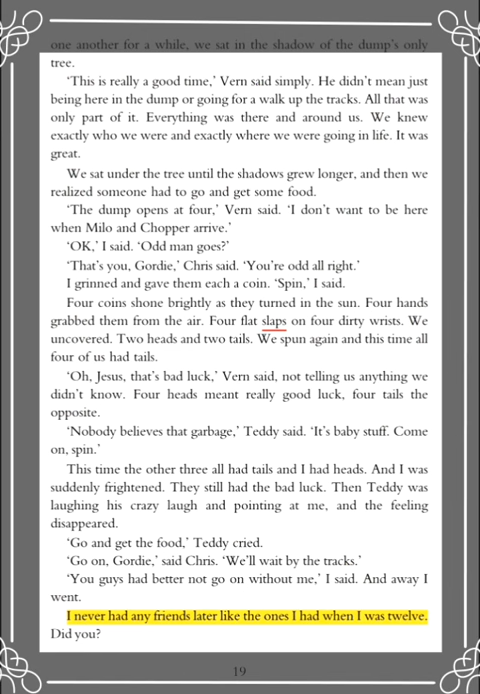 one another for a while, we sat in the shadow of the dump's only
tree.
‘This is really a good time,’ Vern said simply. He didn’t mean just
being here in the dump or going for a walk up the tracks. All that was
only part of it. Everything was there and around us. We knew
exactly who we were and exactly where we were going in life. It was
great.
We sat under the tree until the shadows grew longer, and then we
realized someone had to go and get some food.
‘The dump opens at four,’ Vern said. ‘I don’t want to be here
when Milo and Chopper arrive.’
‘OK,’ I said. ‘Odd man goes?’
‘That’s you, Gordie,’ Chris said. ‘You’re odd all right.’
I grinned and gave them each a coin. ‘Spin,’ I said.
Four coins shone brightly as they turned in the sun. Four hands
grabbed them from the air. Four flat slaps on four dirty wrists. We
uncovered. Two heads and two tails. We spun again and this time all
four of us had tails.
‘Oh, Jesus, that’s bad luck,’ Vern said, not telling us anything we
didn’t know. Four heads meant really good luck, four tails the
opposite.
‘Nobody believes that garbage,’ Teddy said. ‘It’s baby stuff. Come
on, spin.’
This time the other three all had tails and I had heads. And I was
suddenly frightened. They still had the bad luck. Then Teddy was
laughing his crazy laugh and pointing at me, and the feeling
disappeared.
‘Go and get the food,’ Teddy cried.
‘Go on, Gordie,’ said Chris. ‘We’ll wait by the tracks.’
‘You guys had better not go on without me,’ I said. And away I
went.
I never had any friends later like the ones I had when I was twelve.
Did you?
19